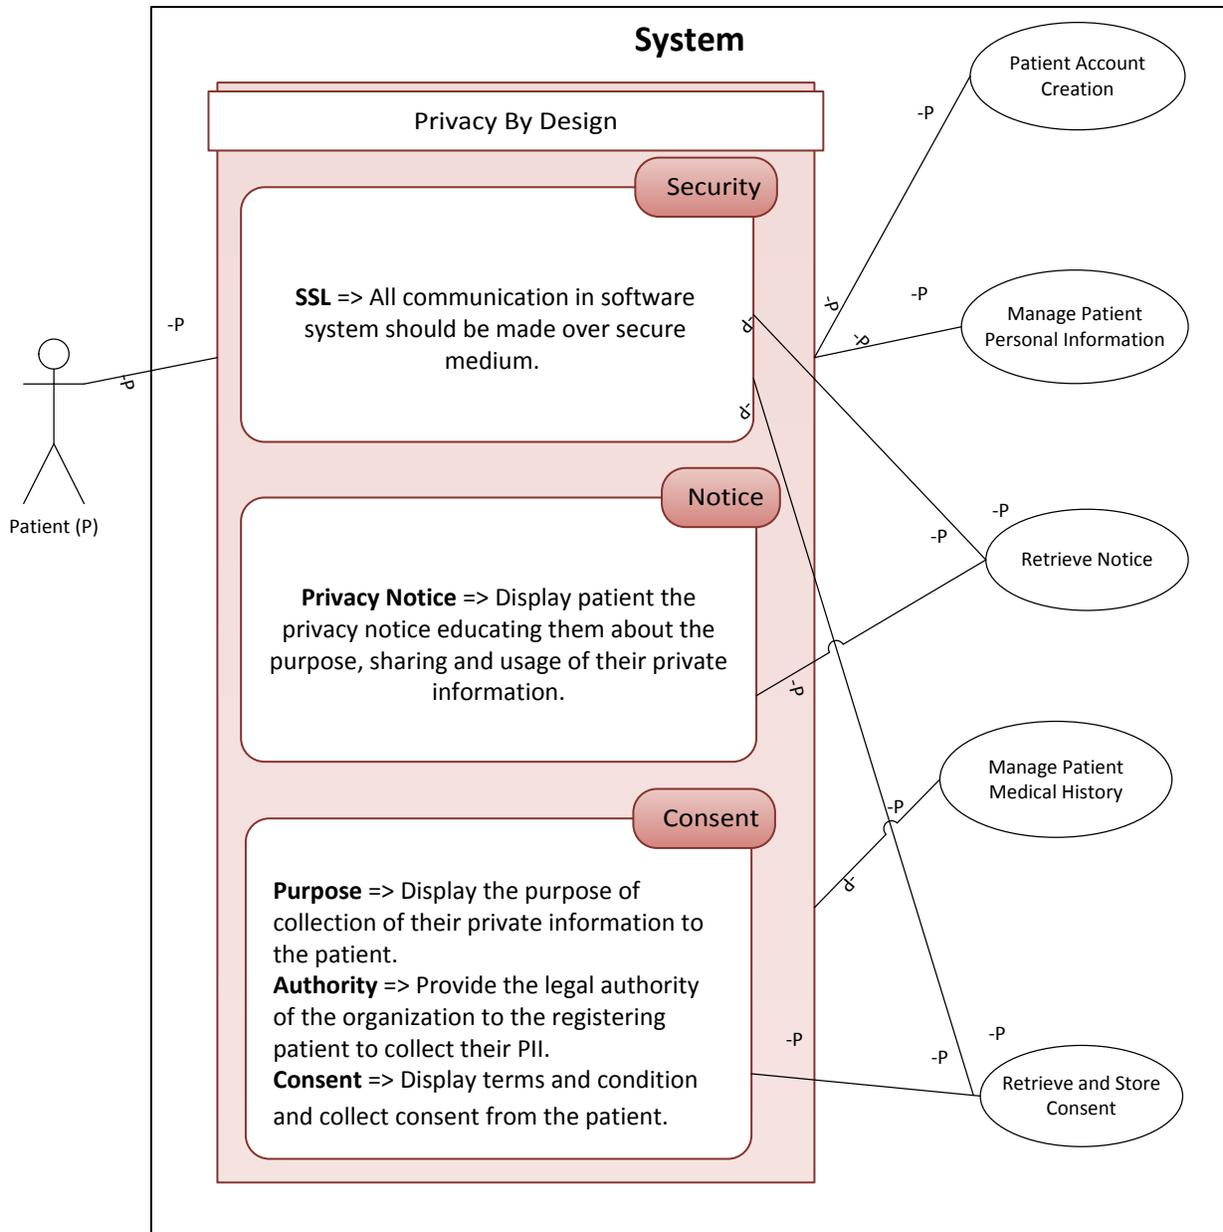 System
Privacy By Design
Security
SSL => All communication in software
system should be made over secure
medium.
Notice
Privacy Notice => Display patient the
privacy notice educating them about the
purpose, sharing and usage of their private
information.
Consent
Purpose => Display the purpose of
collection of their private information to
the patient.
Authority => Provide the legal authority
of the organization to the registering
patient to collect their PII.
Consent => Display terms and condition
and collect consent from the patient.
Patient (P)
-P
-P
Patient Account
Creation
-P
-P
Manage Patient
Personal Information
-P
-P
Retrieve Notice
-P
-P
-P
-P
Manage Patient
Medical History
-P
-P
Retrieve and Store
Consent
-P
-P
-P
-P